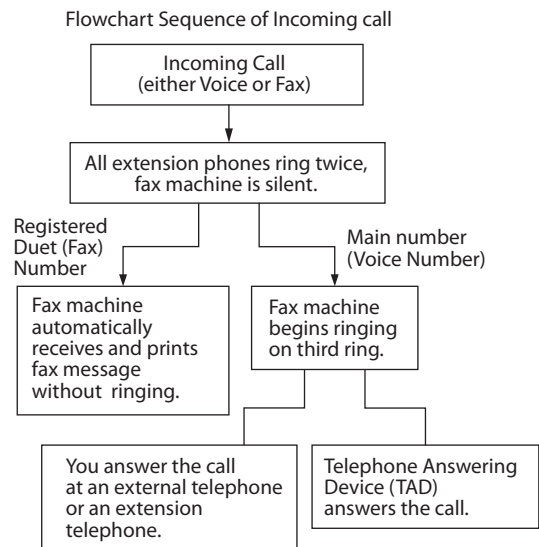 Flowchart Sequence of Incoming call
Incoming Call
(either Voice or Fax)
All extension phones ring twice,
fax machine is silent.
Registered
Duet (Fax)
Number
Main number
(Voice Number)
Fax machine
automatically
receives and prints
fax message
without ringing.
Fax machine
begins ringing
on third ring.
You answer the call
at an external telephone
or an extension
telephone.
Telephone Answering
Device (TAD)
answers the call.